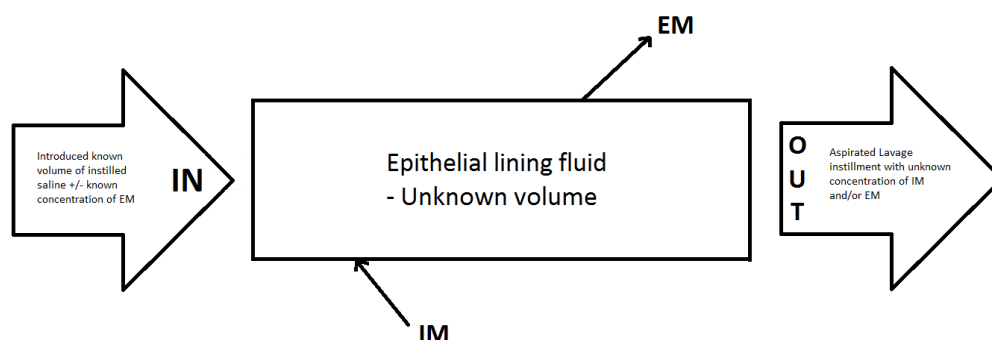 EM
Introduced known
volume of instilled
saline +/- known
concentration of EM
IN
Epithelial lining fluid
- Unknown volume
O
U
T
Aspirated Lavage
instillment with unknown
concentration of IM
and/or EM
IM